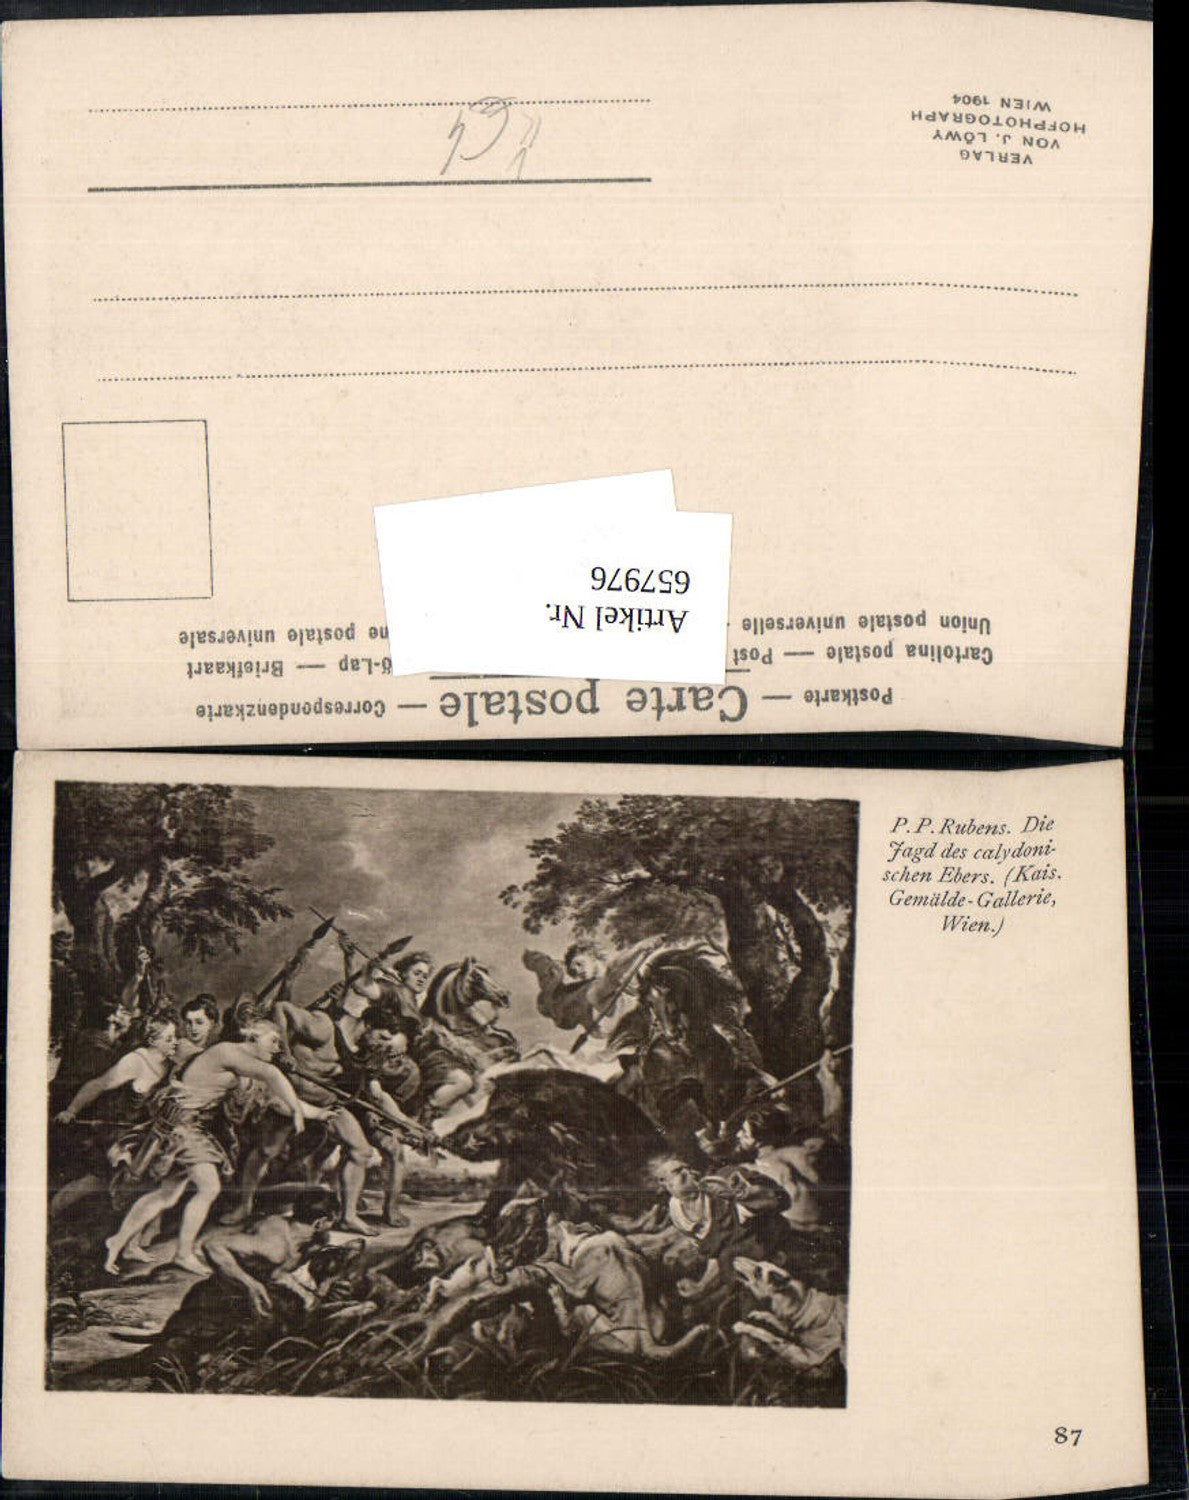 Postkarte — Carte postale — Correspondenzkarte
Cartolina postale — Post
ő-Lap — Briefkaart
Union postale universelle -
ne postale universale
Artikel Nr.
657976
VERLAG
VON J. LÖWY
HOFPHOTOGRAPH
WIEN 1904
P. P. Rubens. Die
Jagd des calydoni-
schen Ebers. (Kais.
Gemälde-Gallerie,
Wien.)
87